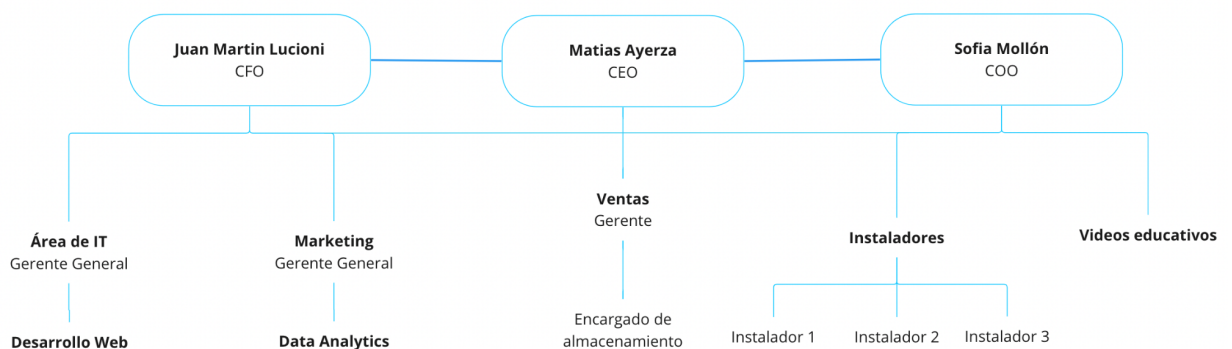 Juan Martin Lucioni
CFO
Matias Ayerza
CEO
Sofia Mollón
COO
Área de IT
Gerente General
Marketing
Gerente General
Ventas
Gerente
Instaladores
Videos educativos
Desarrollo Web
Data Analytics
Encargado de
almacenamiento
Instalador 1
Instalador 2
Instalador 3